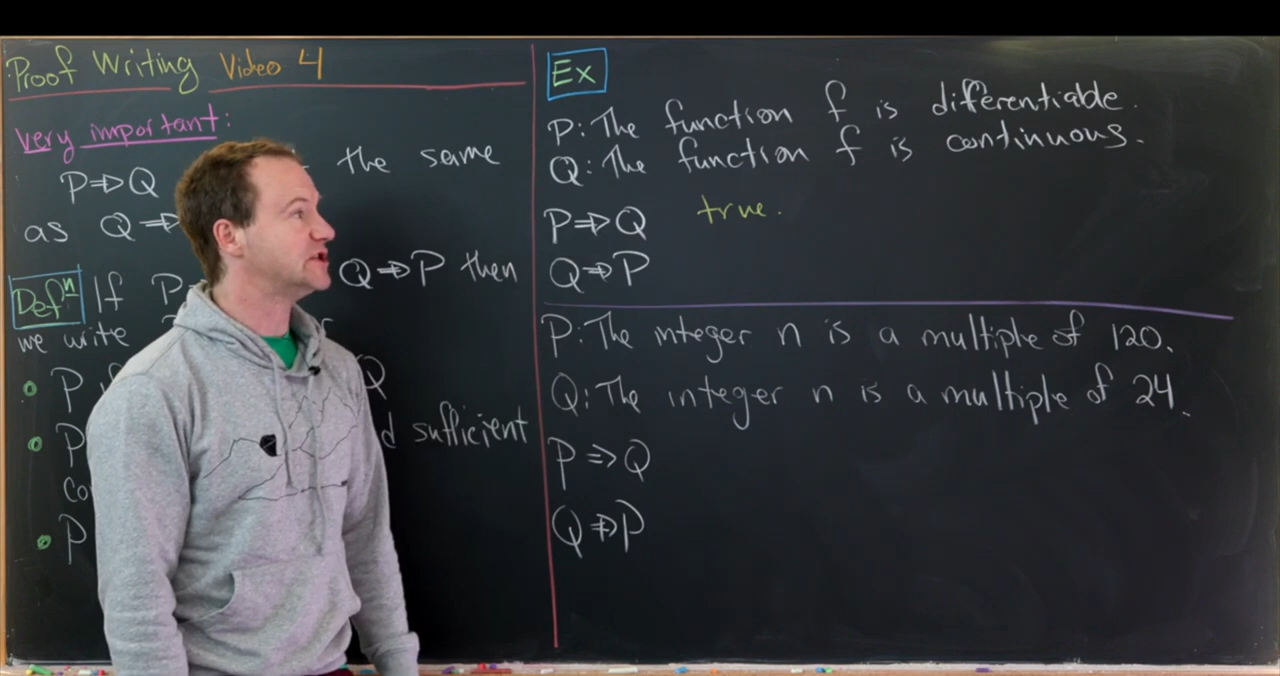 Proof Writing Video 4
very important:
P⇒Q the same
as Q⇒
Defⁿ If P Q⇒P then
we write
• P Q
• P sufficient
• P
Ex
P: The function f is differentiable.
Q: The function f is continuous.
P⇒Q true.
Q⇒P
P: The integer n is a multiple of 120.
Q: The integer n is a multiple of 24.
P⇒Q
Q⇒P